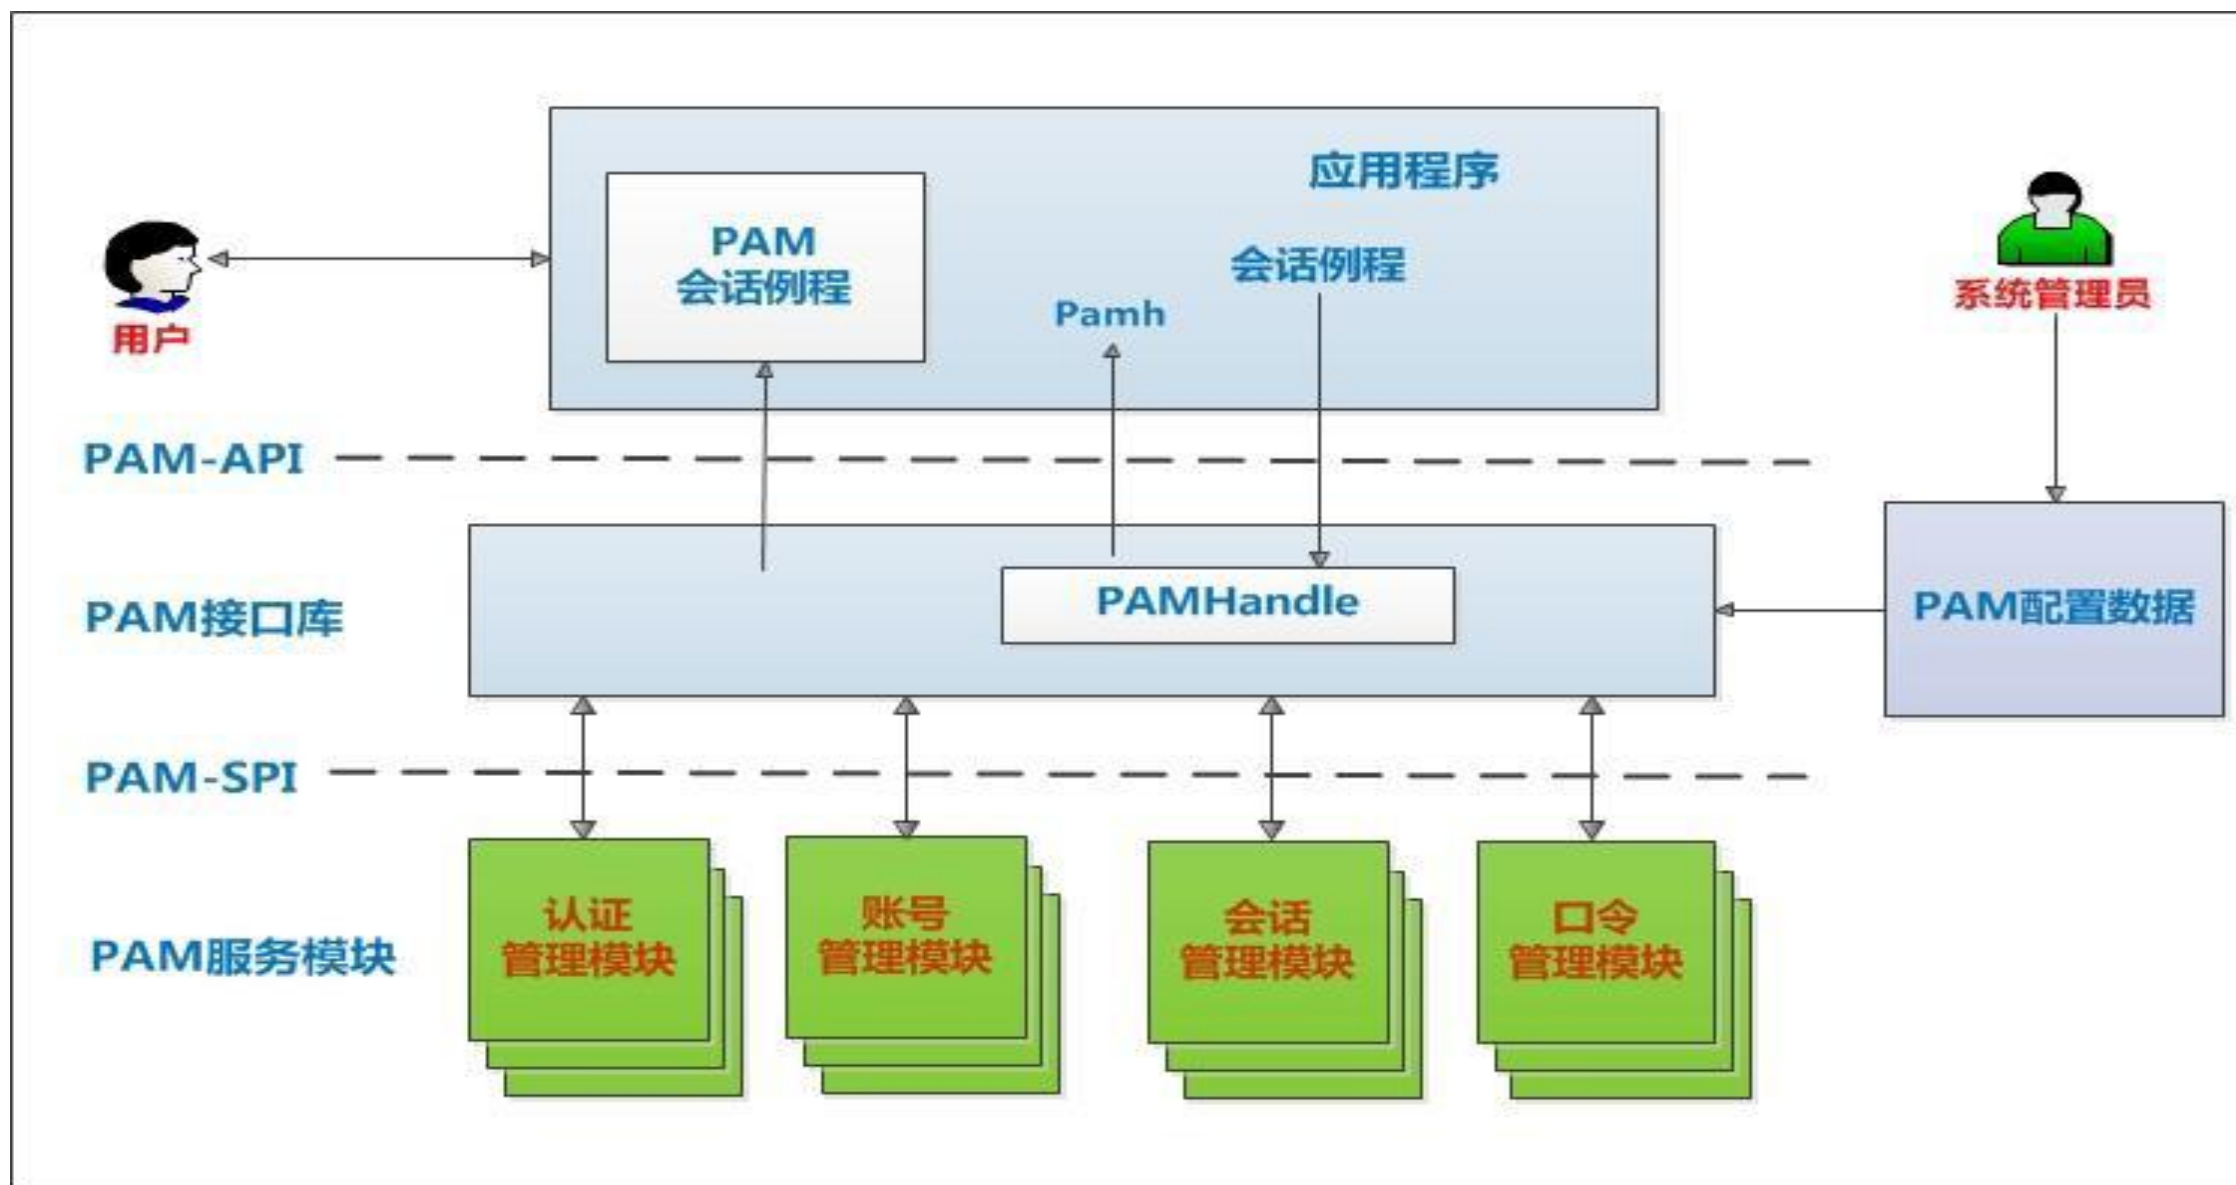 应用程序
PAM
会话例程
会话例程
Pamh
用户
系统管理员
PAM-API
PAM接口库
PAMHandle
PAM配置数据
PAM-SPI
PAM服务模块
认证
管理模块
账号
管理模块
会话
管理模块
口令
管理模块